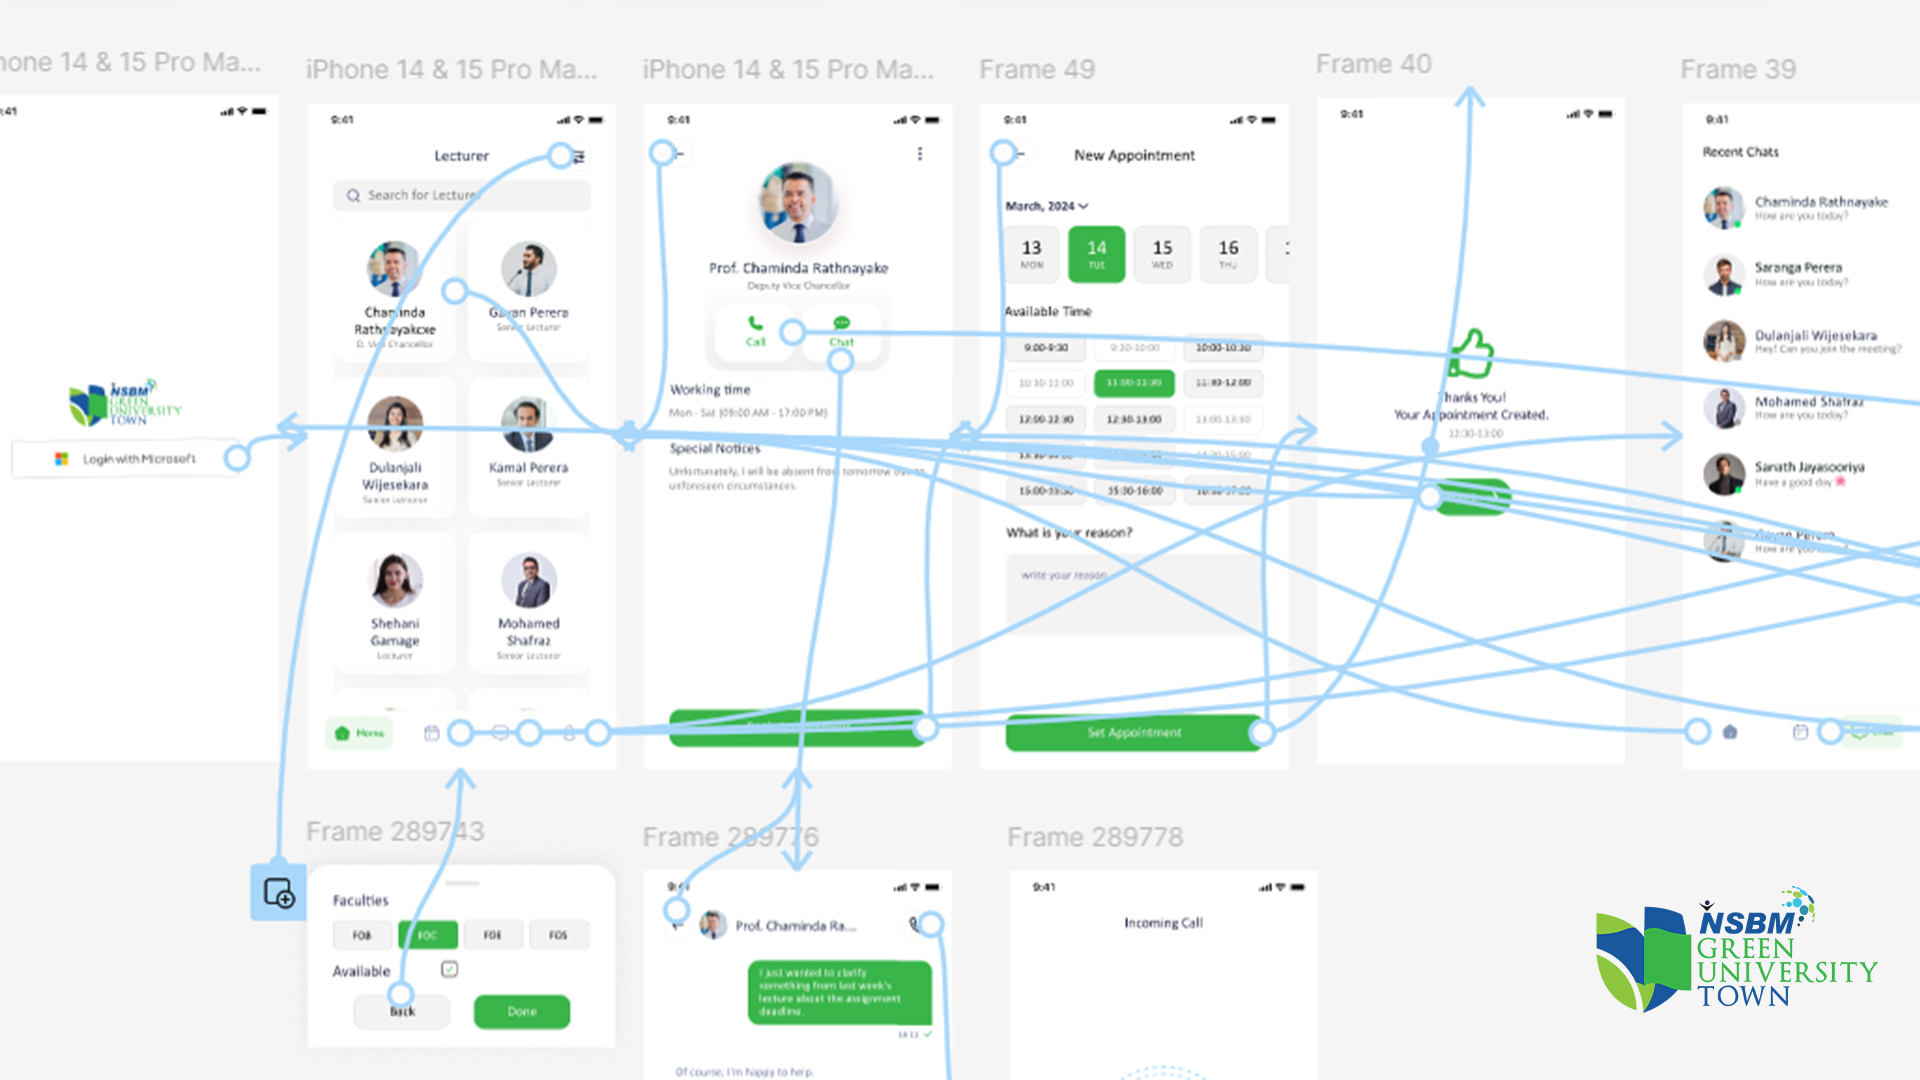 hone 14 & 15 Pro Ma...
:41
NSBM
GREEN
UNIVERSITY
TOWN
Login with Microsoft
iPhone 14 & 15 Pro Ma...
9:41
Lecturer
Search for Lecturer
Chaminda
Rathnayakcxe
D. Vice Chancellor
Gavan Perera
Senior Lecturer
Dulanjali
Wijesekara
Senior Lecturer
Kamal Perera
Senior Lecturer
Shehani
Gamage
Lecturer
Mohamed
Shafraz
Senior Lecturer
Home
iPhone 14 & 15 Pro Ma...
9:41
Prof. Chaminda Rathnayake
Deputy Vice Chancellor
Call
Chat
Working time
Mon - Sat (09:00 AM - 17:00 PM)
Special Notices
Unfortunately, I will be absent from tomorrow due to
unforeseen circumstances.
Frame 49
9:41
New Appointment
March, 2024
13 14 15 16 1
MON TUE WED THU
Available Time
9:00-9:30 9:30-10:00 10:00-10:30
10:30-11:00 11:00-11:30 11:30-12:00
12:00-12:30 12:30-13:00 13:00-13:30
15:00-15:30 15:30-16:00 16:30-17:00
What is your reason?
write your reason
Set Appointment
Frame 40
9:41
Thanks You!
Your Appointment Created.
12:30-13:00
Frame 39
9:41
Recent Chats
Chaminda Rathnayake
How are you today?
Saranga Perera
How are you today?
Dulanjali Wijesekara
Hey! Can you join the meeting?
Mohamed Shafraz
How are you today?
Sanath Jayasooriya
Have a good day 🌸
Gavan Perera
How are you
Frame 289743
Faculties
FOB FOC FOE FOS
Available
Back Done
Frame 289776
9:41
Prof. Chaminda Ra...
I just wanted to clarify
something from last week's
lecture about the assignment
deadline.
Of course, I'm happy to help.
Frame 289778
9:41
Incoming Call
NSBM
GREEN
UNIVERSITY
TOWN